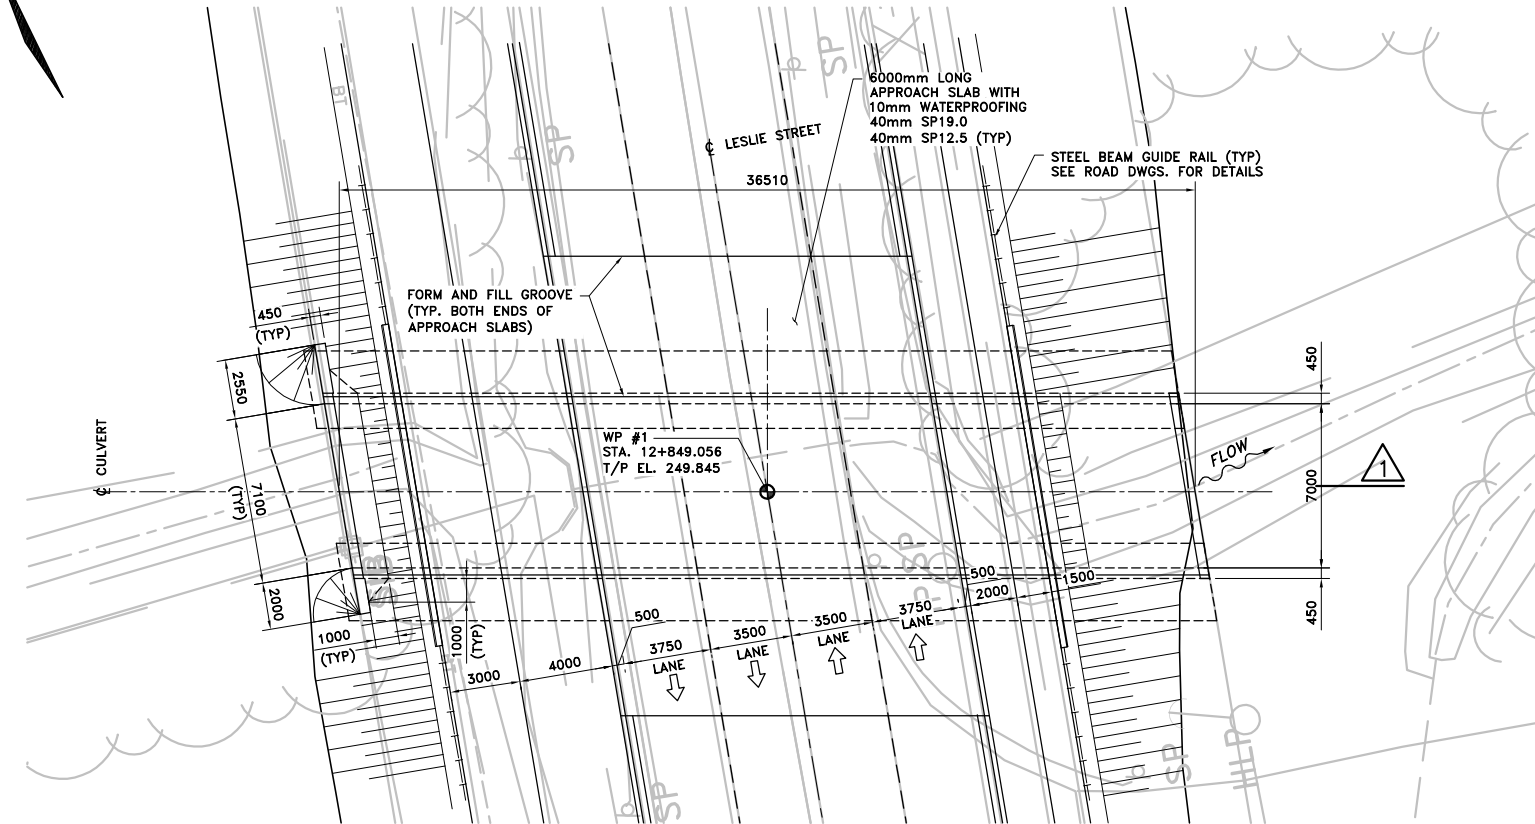 6000mm LONG
APPROACH SLAB WITH
10mm WATERPROOFING
40mm SP19.0
40mm SP12.5 (TYP)
BT
SP
SP
℄ LESLIE STREET
STEEL BEAM GUIDE RAIL (TYP)
SEE ROAD DWGS. FOR DETAILS
36510
FORM AND FILL GROOVE
(TYP. BOTH ENDS OF
APPROACH SLABS)
450
(TYP)
2550
450
℄ CULVERT
WP #1
STA. 12+849.056
T/P EL. 249.845
FLOW
1
7100
(TYP)
7000
SP
SP
2000
1000
(TYP)
1000
(TYP)
450
3000
4000
500
3750
LANE
3500
LANE
3500
LANE
3750
LANE
500
2000
1500
SP
SP
HLP